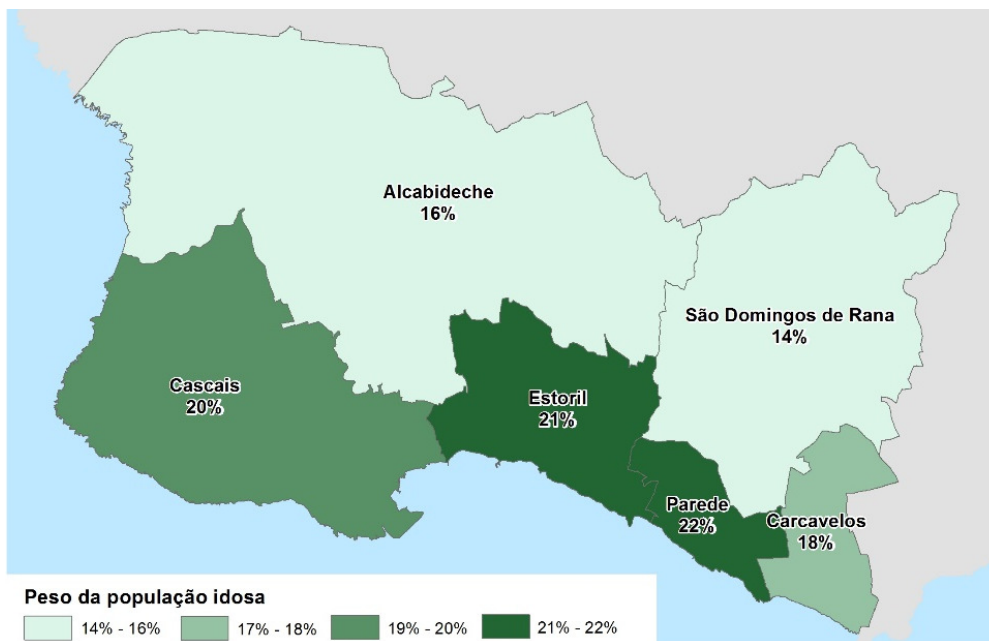 Alcabideche
16%
São Domingos de Rana
14%
Cascais
20%
Estoril
21%
Parede
22%
Carcavelos
18%
Peso da população idosa
14% - 16%
17% - 18%
19% - 20%
21% - 22%